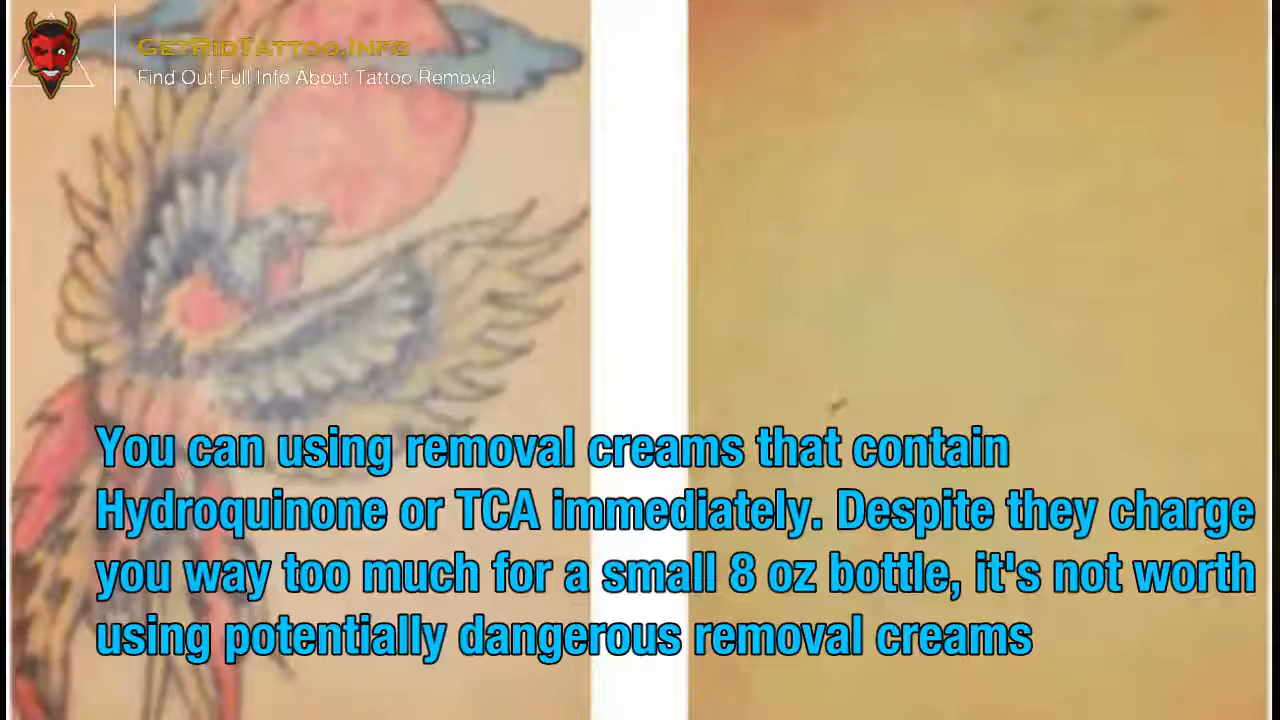 GetRidTattoo.Info
Find Out Full Info About Tattoo Removal
You can using removal creams that contain
Hydroquinone or TCA immediately. Despite they charge
you way too much for a small 8 oz bottle, it's not worth
using potentially dangerous removal creams